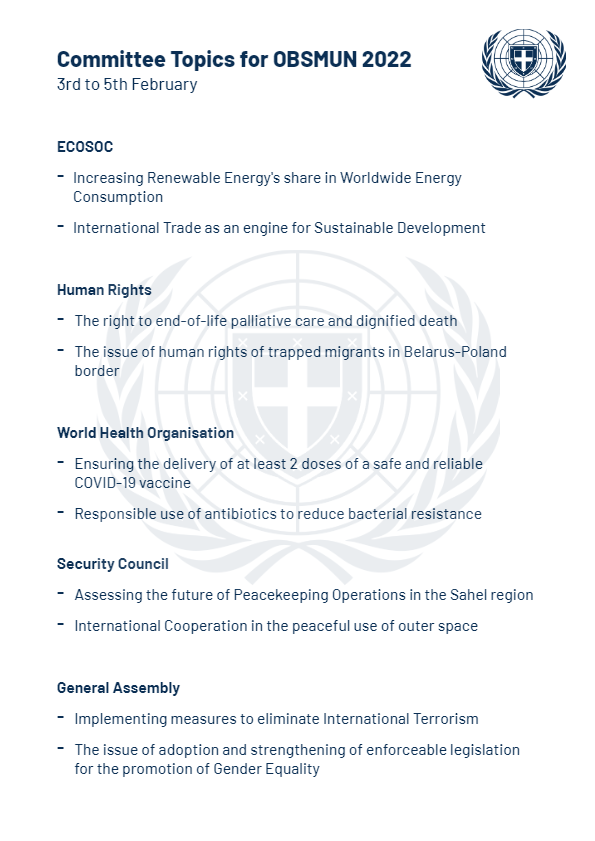 Committee Topics for OBSMUN 2022
3rd to 5th February
ECOSOC
- Increasing Renewable Energy's share in Worldwide Energy
Consumption
- International Trade as an engine for Sustainable Development
Human Rights
- The right to end-of-life palliative care and dignified death
- The issue of human rights of trapped migrants in Belarus-Poland
border
World Health Organisation
- Ensuring the delivery of at least 2 doses of a safe and reliable
COVID-19 vaccine
- Responsible use of antibiotics to reduce bacterial resistance
Security Council
- Assessing the future of Peacekeeping Operations in the Sahel region
- International Cooperation in the peaceful use of outer space
General Assembly
- Implementing measures to eliminate International Terrorism
- The issue of adoption and strengthening of enforceable legislation
for the promotion of Gender Equality